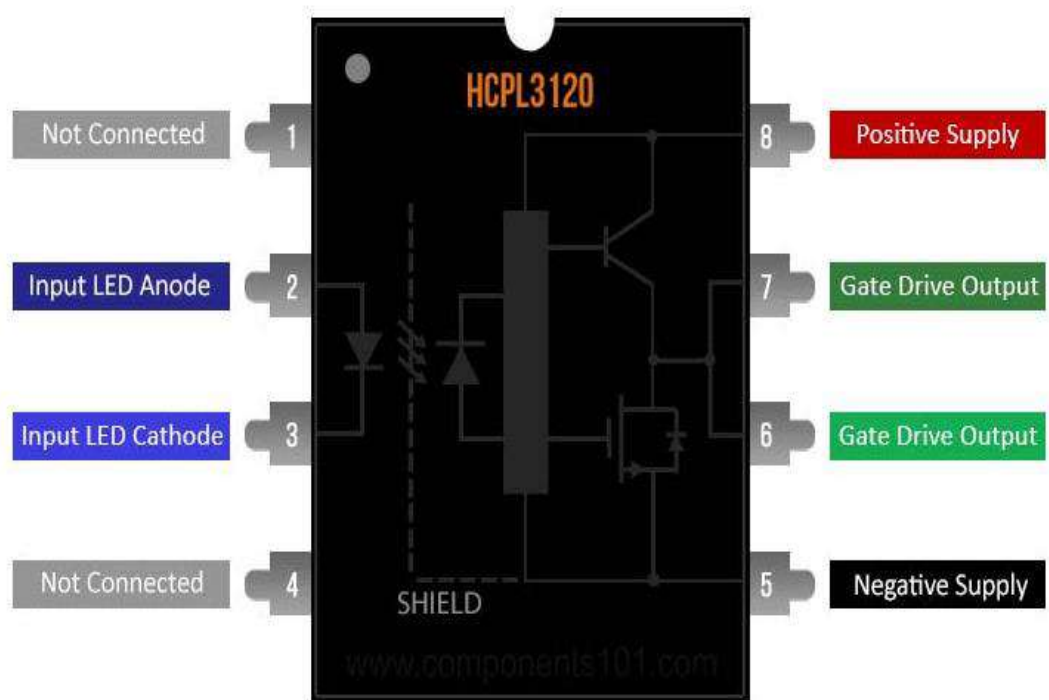 HCPL3120
Not Connected
1
8
Positive Supply
Input LED Anode
2
7
Gate Drive Output
Input LED Cathode
3
6
Gate Drive Output
Not Connected
4
5
Negative Supply
SHIELD
www.components101.com